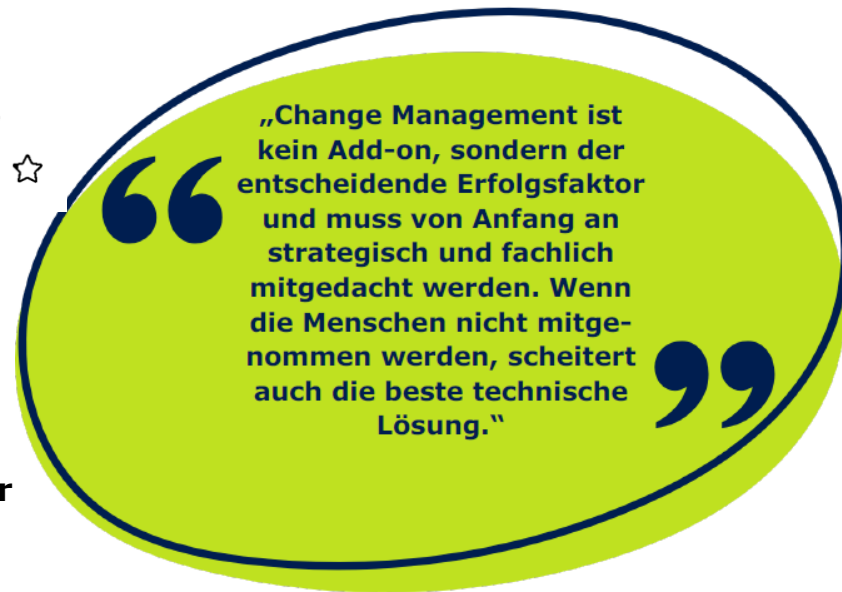 „Change Management ist
kein Add-on, sondern der
entscheidende Erfolgsfaktor
und muss von Anfang an
strategisch und fachlich
mitgedacht werden. Wenn
die Menschen nicht mitge-
nommen werden, scheitert
auch die beste technische
Lösung.“
r